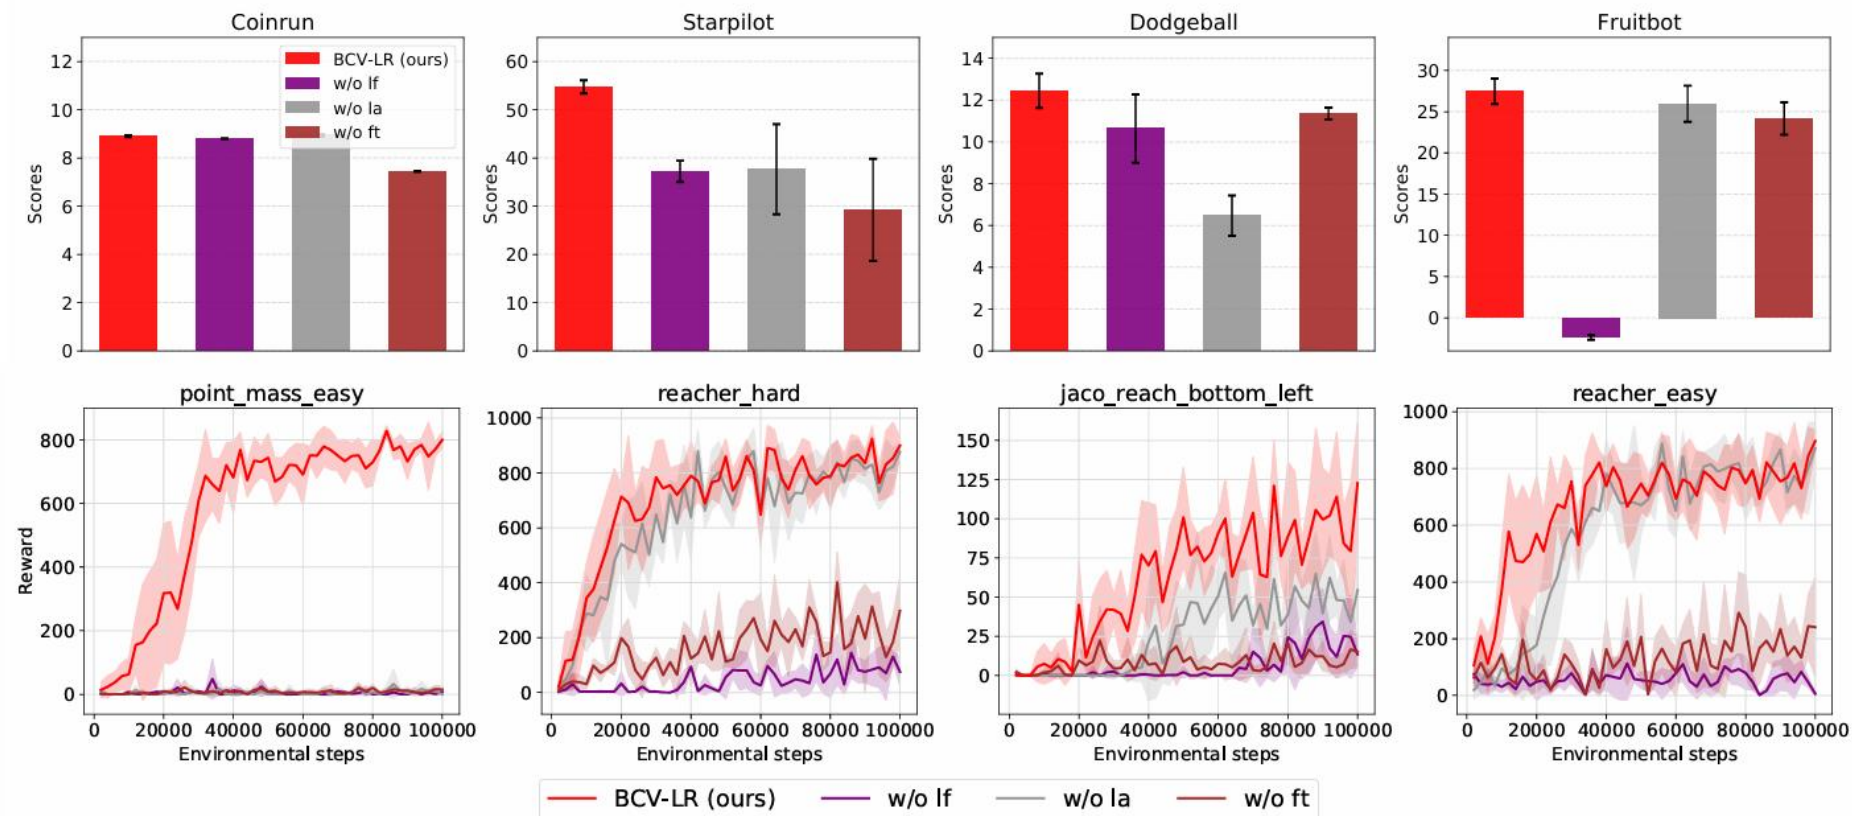 Coinrun
Scores
12
10
8
6
4
2
0
BCV-LR (ours)
w/o lf
w/o la
w/o ft
Starpilot
Scores
60
50
40
30
20
10
0
Dodgeball
Scores
14
12
10
8
6
4
2
0
Fruitbot
Scores
30
25
20
15
10
5
0
point_mass_easy
Reward
800
600
400
200
0
0 20000 40000 60000 80000 100000
Environmental steps
reacher_hard
1000
800
600
400
200
0
0 20000 40000 60000 80000 100000
Environmental steps
jaco_reach_bottom_left
150
125
100
75
50
25
0
0 20000 40000 60000 80000 100000
Environmental steps
reacher_easy
1000
800
600
400
200
0
0 20000 40000 60000 80000 100000
Environmental steps
BCV-LR (ours) w/o lf w/o la w/o ft